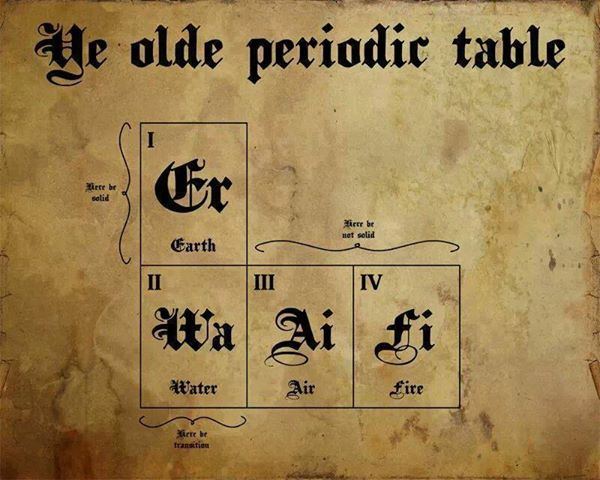 Ye olde periodic table
I
Er
Earth
Here be
solid
Here be
not solid
II
Wa
Water
III
Ai
Air
IV
Fi
Fire
Here be
transition